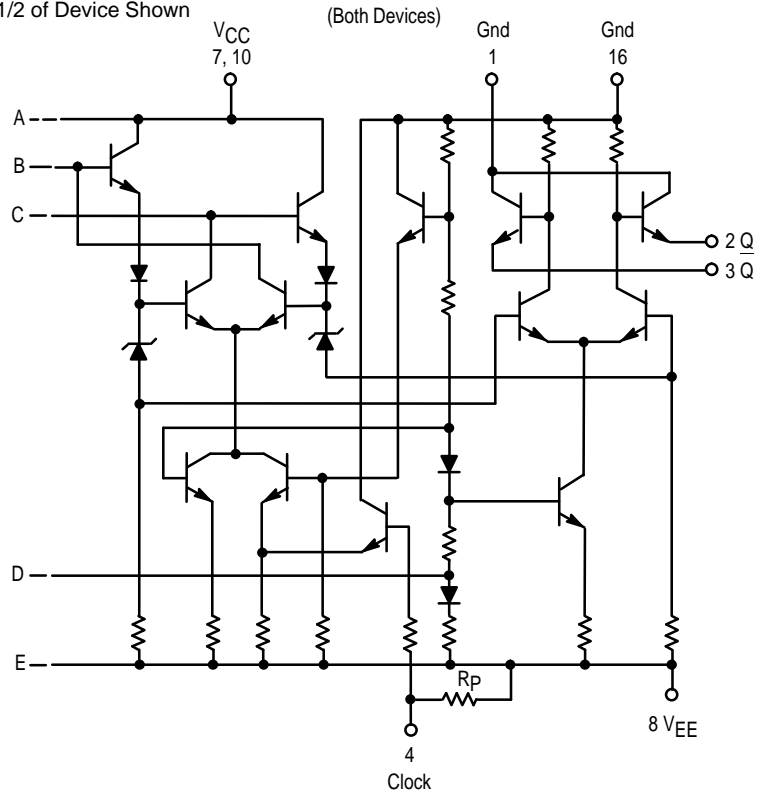 1/2 of Device Shown
(Both Devices)
VCC
7, 10
Gnd
1
Gnd
16
A
B
C
2 Q
3 Q̅
D
E
RP
8 VEE
4
Clock